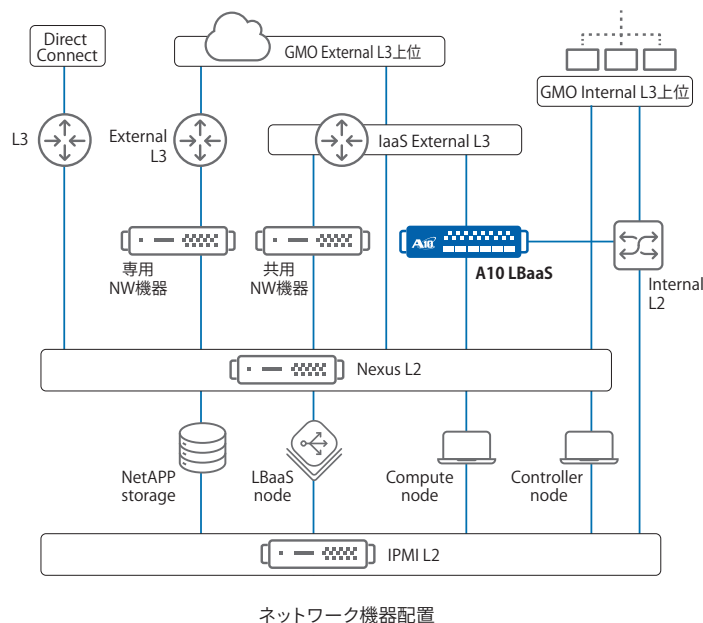 Direct
Connect
GMO External L3上位
GMO Internal L3上位
L3
External
L3
IaaS External L3
専用
NW機器
共用
NW機器
A10
A10 LBaaS
Internal
L2
Nexus L2
NetAPP
storage
LBaaS
node
Compute
node
Controller
node
IPMI L2
ネットワーク機器配置